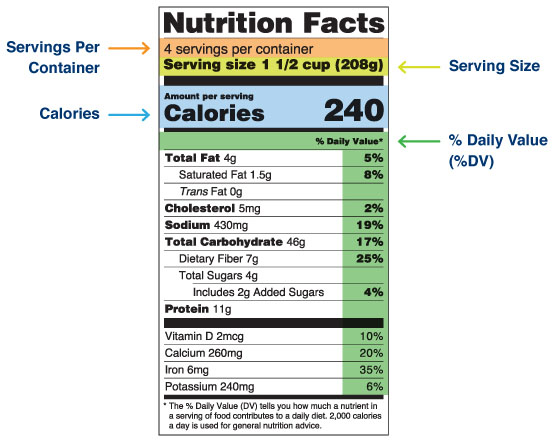 Nutrition Facts
Servings Per
Container
4 servings per container
Serving size 1 1/2 cup (208g)
Serving Size
Amount per serving
Calories
Calories 240
% Daily Value*
% Daily Value
(%DV)
Total Fat 4g 5%
Saturated Fat 1.5g 8%
Trans Fat 0g
Cholesterol 5mg 2%
Sodium 430mg 19%
Total Carbohydrate 46g 17%
Dietary Fiber 7g 25%
Total Sugars 4g
Includes 2g Added Sugars 4%
Protein 11g
Vitamin D 2mcg 10%
Calcium 260mg 20%
Iron 6mg 35%
Potassium 240mg 6%
* The % Daily Value (DV) tells you how much a nutrient in
a serving of food contributes to a daily diet. 2,000 calories
a day is used for general nutrition advice.